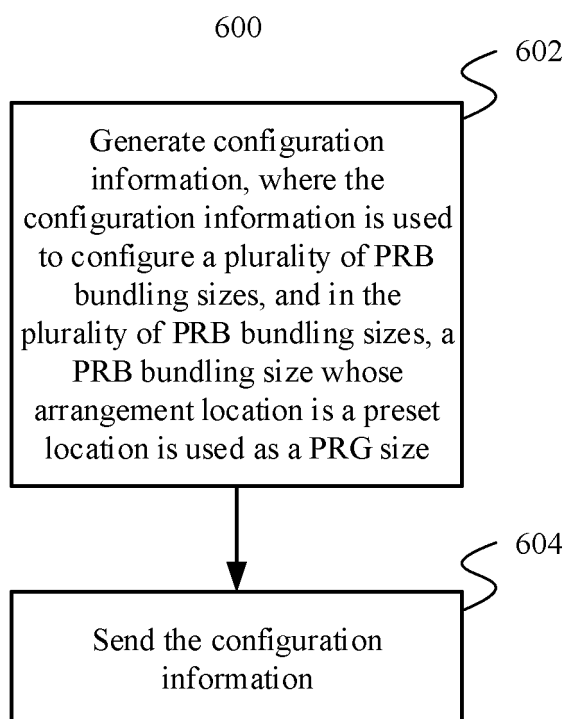 600
602
Generate configuration
information, where the
configuration information is used
to configure a plurality of PRB
bundling sizes, and in the
plurality of PRB bundling sizes, a
PRB bundling size whose
arrangement location is a preset
location is used as a PRG size
604
Send the configuration
information